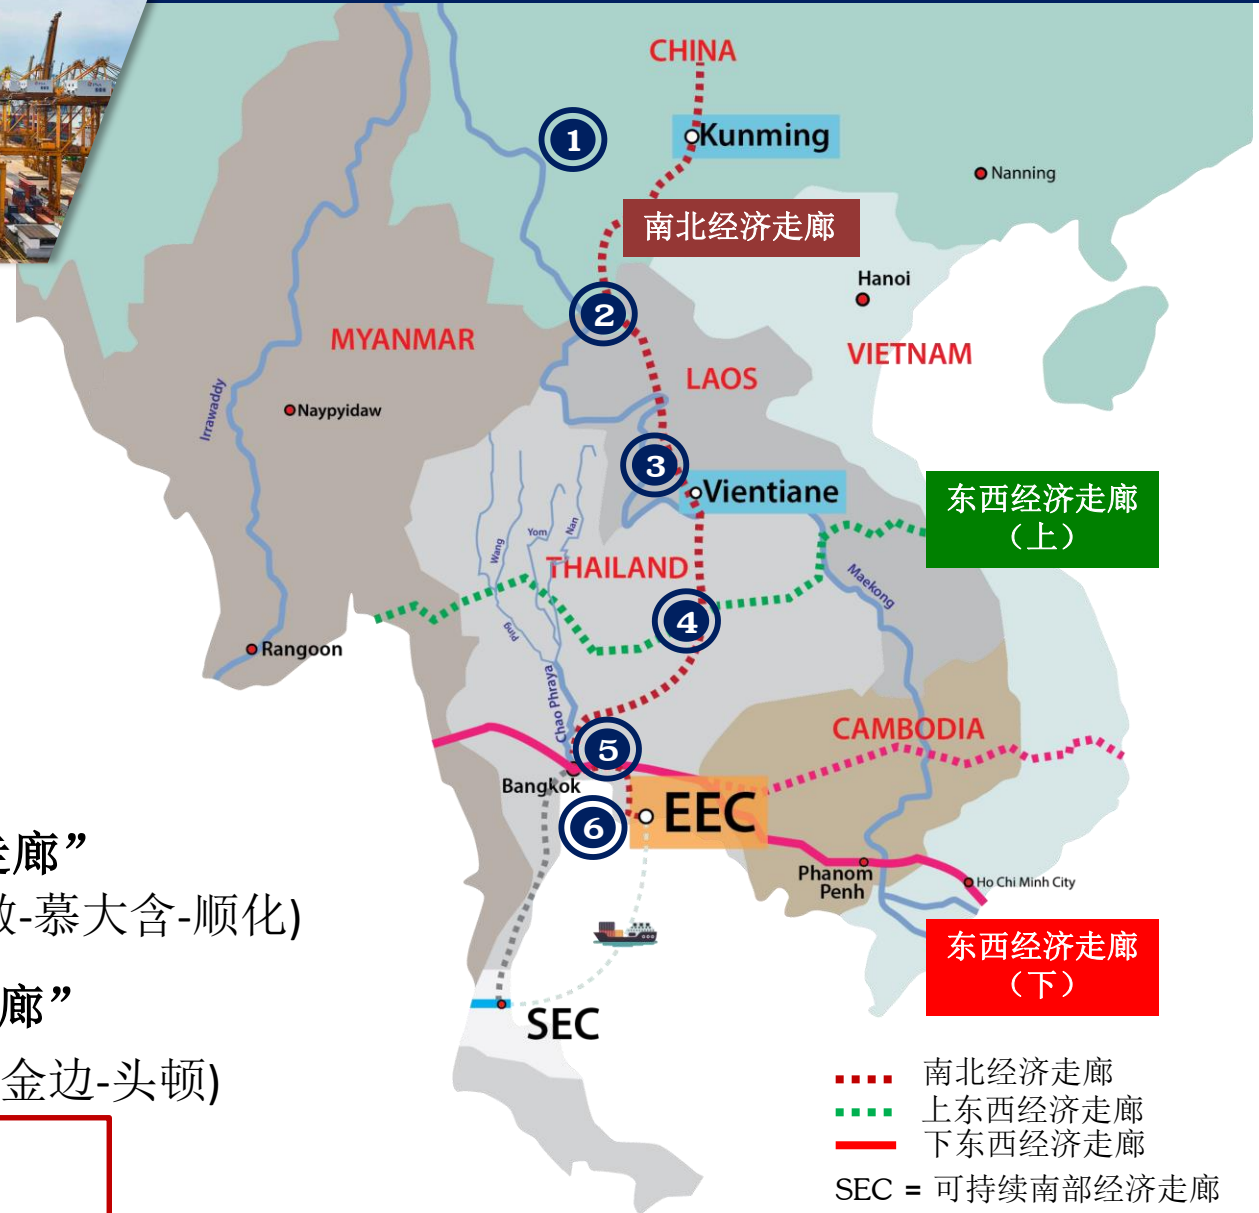 CHINA
1
Kunming
Nanning
南北经济走廊
Hanoi
2
MYANMAR
VIETNAM
LAOS
Irrawaddy
Naypyidaw
3
Vientiane
东西经济走廊
（上）
Wang
Yom
Nan
THAILAND
Maekong
Ping
4
Rangoon
Chao Phraya
CAMBODIA
5
Bangkok
EEC
6
走廊”
-慕大含-顺化)
Phanom
Penh
Ho Chi Minh City
东西经济走廊
（下）
廊”
金边-头顿)
SEC
南北经济走廊
上东西经济走廊
下东西经济走廊
SEC = 可持续南部经济走廊